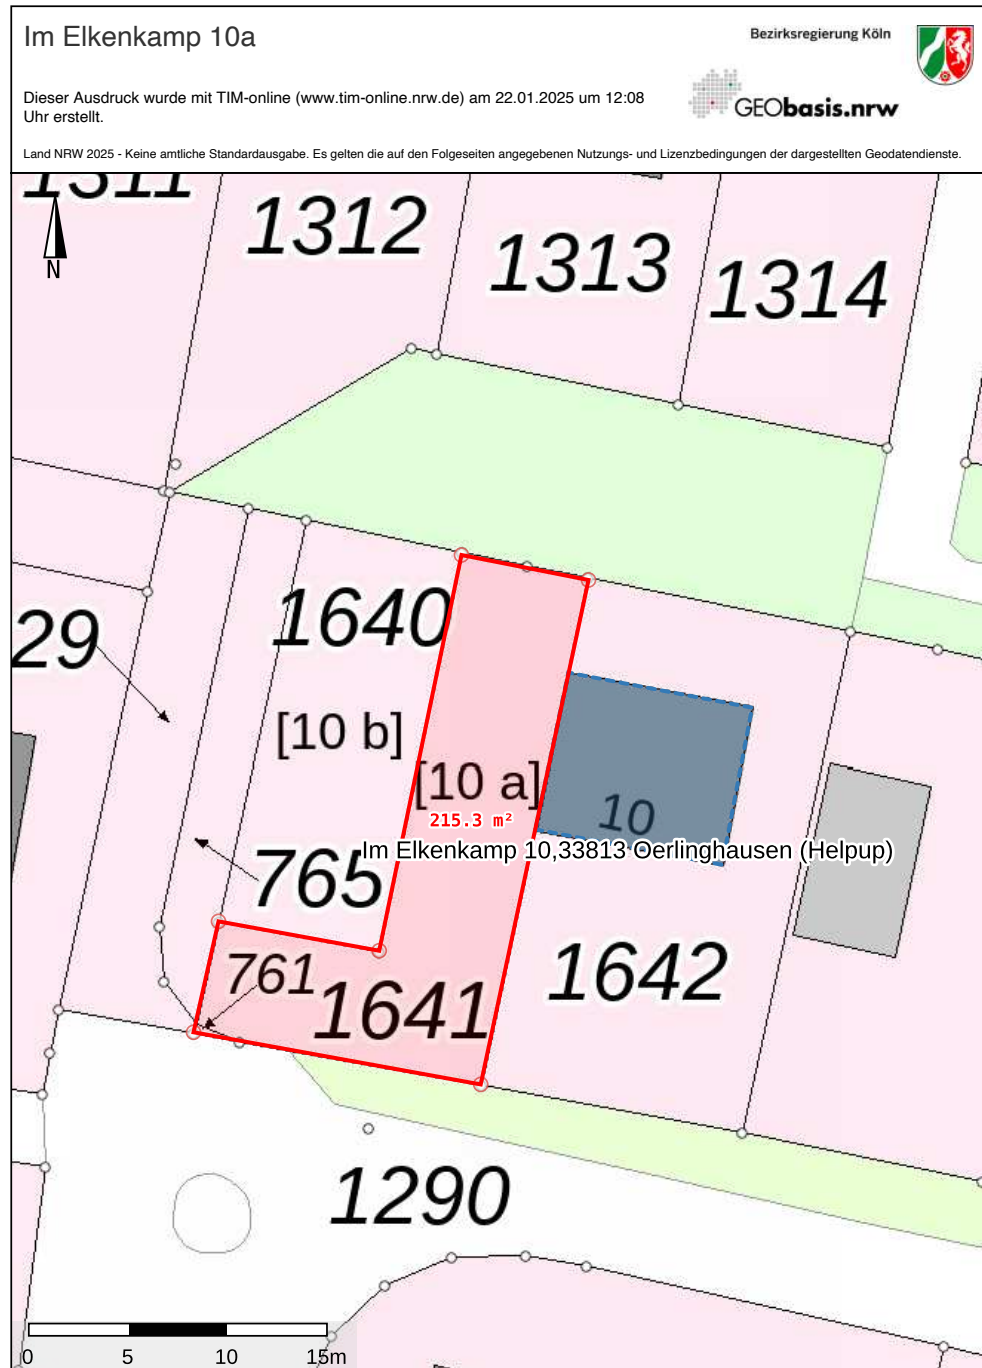 Im Elkenkamp 10a
Bezirksregierung Köln
Dieser Ausdruck wurde mit TIM-online (www.tim-online.nrw.de) am 22.01.2025 um 12:08
Uhr erstellt.
GEObasis.nrw
Land NRW 2025 - Keine amtliche Standardausgabe. Es gelten die auf den Folgeseiten angegebenen Nutzungs- und Lizenzbedingungen der dargestellten Geodatendienste.
1311
1312
1313
1314
N
1640
29
[10 b]
[10 a]
215.3 m²
10
Im Elkenkamp 10,33813 Oerlinghausen (Helpup)
765
761
1641
1642
1290
0 5 10 15m